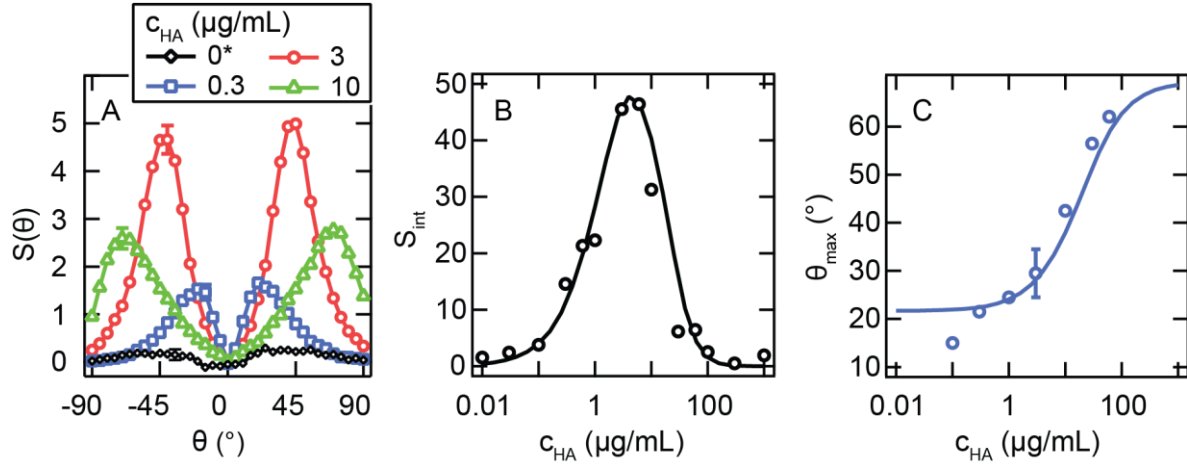 c_HA (µg/mL)
0* 3
0.3 10
A
S(θ)
5
4
3
2
1
0
-90 -45 0 45 90
θ (°)
B
S_int
50
40
30
20
10
0
0.01 1 100
c_HA (µg/mL)
C
θ_max (°)
60
50
40
30
20
10
0.01 1 100
c_HA (µg/mL)